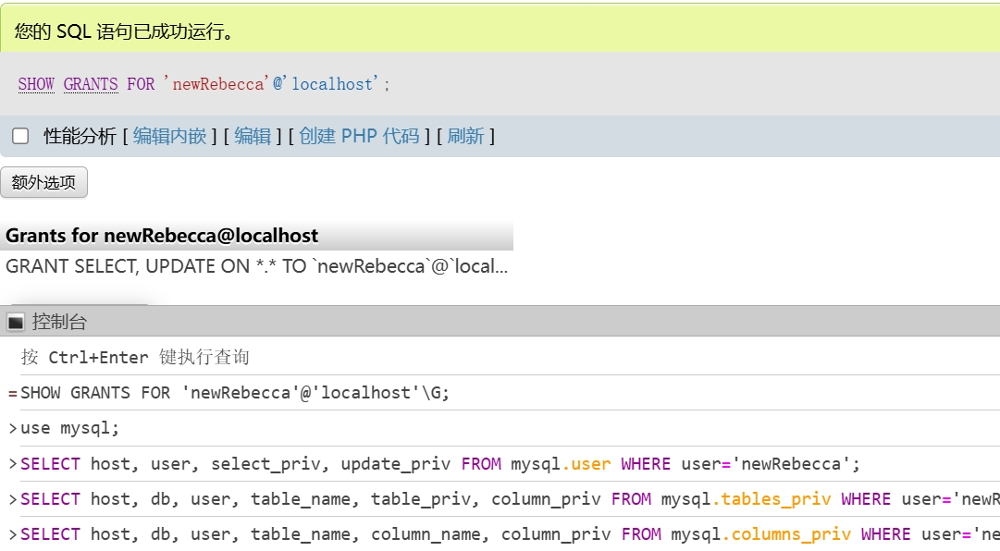 您的 SQL 语句已成功运行。
SHOW GRANTS FOR 'newRebecca'@'localhost';
性能分析 [ 编辑内嵌 ] [ 编辑 ] [ 创建 PHP 代码 ] [ 刷新 ]
额外选项
Grants for newRebecca@localhost
GRANT SELECT, UPDATE ON *.* TO `newRebecca`@`local...
控制台
按 Ctrl+Enter 键执行查询
=SHOW GRANTS FOR 'newRebecca'@'localhost'\G;
>use mysql;
>SELECT host, user, select_priv, update_priv FROM mysql.user WHERE user='newRebecca';
>SELECT host, db, user, table_name, table_priv, column_priv FROM mysql.tables_priv WHERE user='newR
>SELECT host, db, user, table_name, column_name, column_priv FROM mysql.columns_priv WHERE user='ne